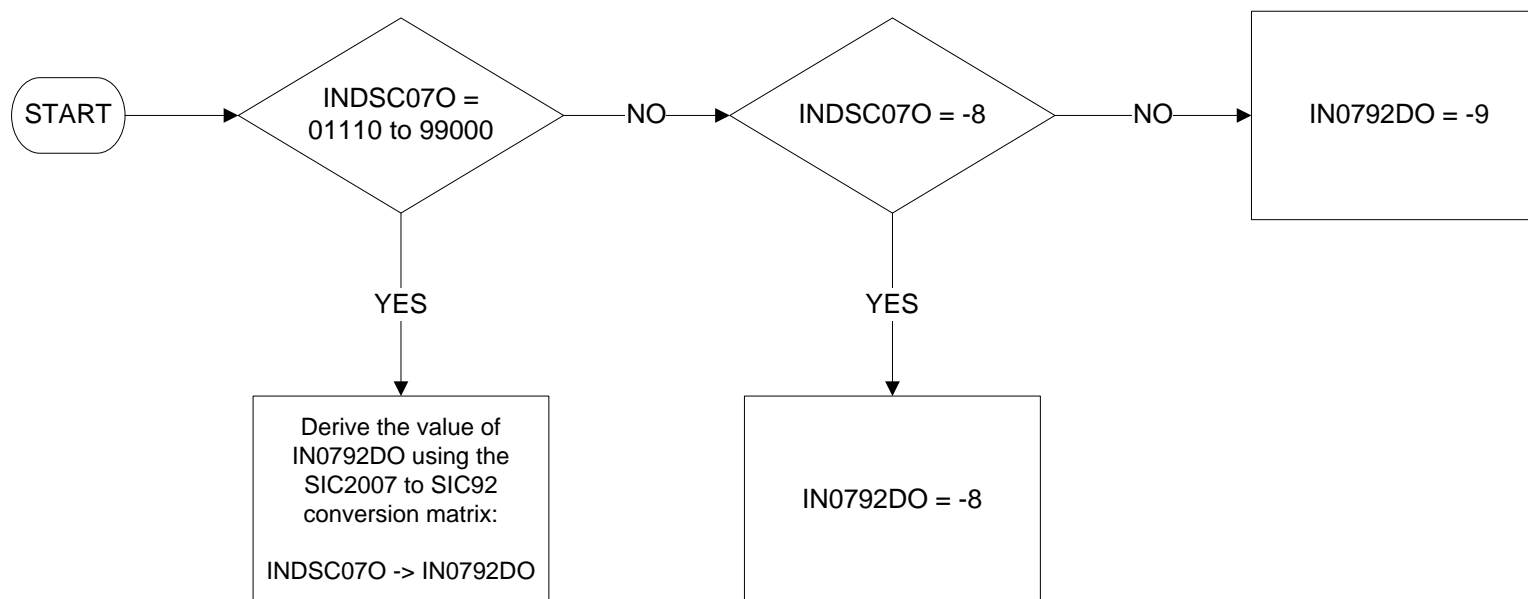 START
INDSC07O =
01110 to 99000
NO
INDSC07O = -8
NO
IN0792DO = -9
YES
YES
Derive the value of
IN0792DO using the
SIC2007 to SIC92
conversion matrix:
INDSC07O -> IN0792DO
IN0792DO = -8